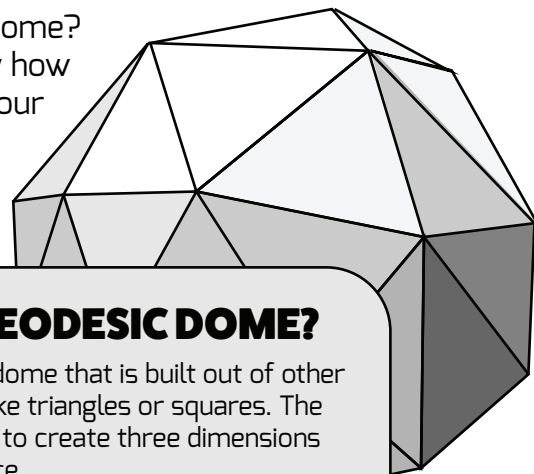 ome?
how
our
EODESIC DOME?
dome that is built out of other
ke triangles or squares. The
to create three dimensions